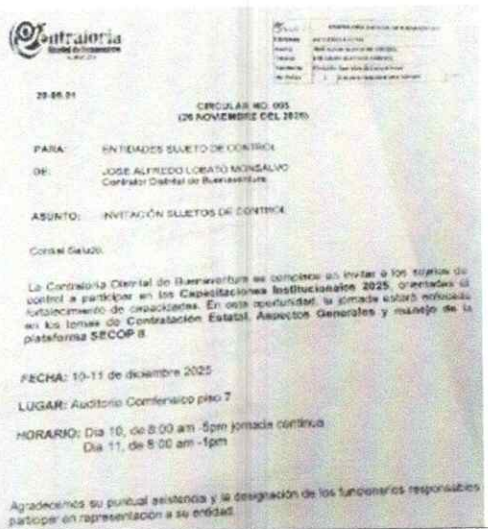 Contraloría
Distrital de Buenaventura
20-05.01
CIRCULAR NO. 005
(26 NOVIEMBRE DEL 2025)
PARA: ENTIDADES SUJETO DE CONTROL
DE: JOSE ALFREDO LOBATO MONSALVO
Contralor Distrital de Buenaventura
ASUNTO: INVITACIÓN SUJETOS DE CONTROL
Cordial Saludo,
La Contraloría Distrital de Buenaventura se complace en invitar a los sujetos de
control a participar en las Capacitaciones Institucionales 2025, orientadas al
fortalecimiento de capacidades. En esta oportunidad, la jornada estará enfocada
en los temas de Contratación Estatal, Aspectos Generales y manejo de la
plataforma SECOP II.
FECHA: 10-11 de diciembre 2025
LUGAR: Auditorio Comfenalco piso 7
HORARIO: Dia 10, de 8:00 am -5pm jornada continua
Dia 11, de 8:00 am -1pm
Agradecemos su puntual asistencia y la designación de los funcionarios responsables
participar en representación a su entidad.